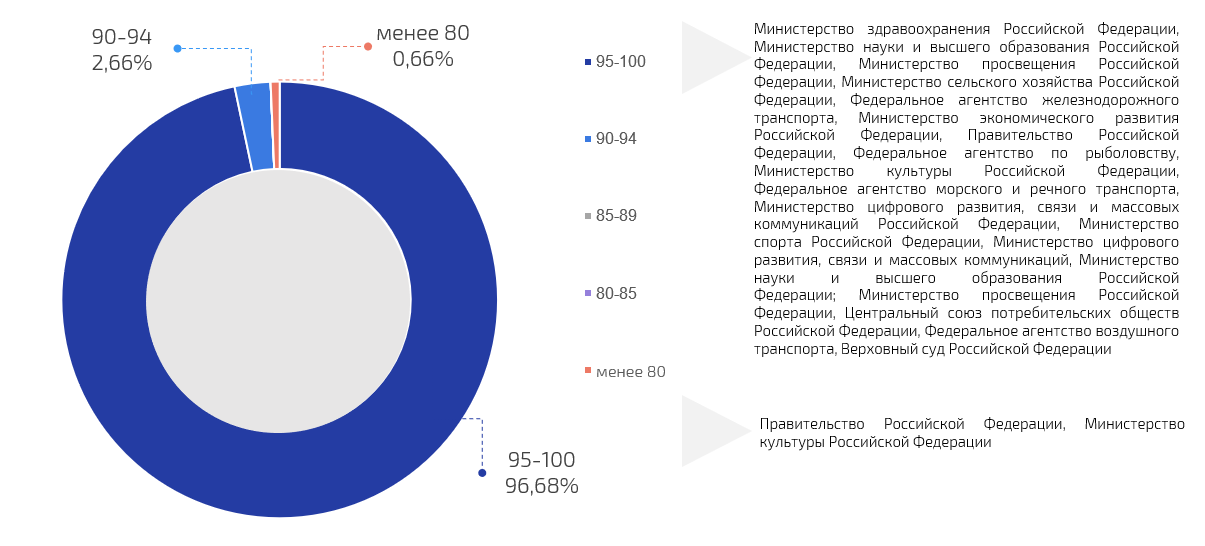 90-94
2,66%
менее 80
0,66%
95-100
96,68%
95-100
90-94
85-89
80-85
менее 80
Министерство здравоохранения Российской Федерации,
Министерство науки и высшего образования Российской
Федерации, Министерство просвещения Российской
Федерации, Министерство сельского хозяйства Российской
Федерации, Федеральное агентство железнодорожного
транспорта, Министерство экономического развития
Российской Федерации, Правительство Российской
Федерации, Федеральное агентство по рыболовству,
Министерство культуры Российской Федерации,
Федеральное агентство морского и речного транспорта,
Министерство цифрового развития, связи и массовых
коммуникаций Российской Федерации, Министерство
спорта Российской Федерации, Министерство цифрового
развития, связи и массовых коммуникаций, Министерство
науки и высшего образования Российской
Федерации; Министерство просвещения Российской
Федерации, Центральный союз потребительских обществ
Российской Федерации, Федеральное агентство воздушного
транспорта, Верховный суд Российской Федерации
Правительство Российской Федерации, Министерство
культуры Российской Федерации